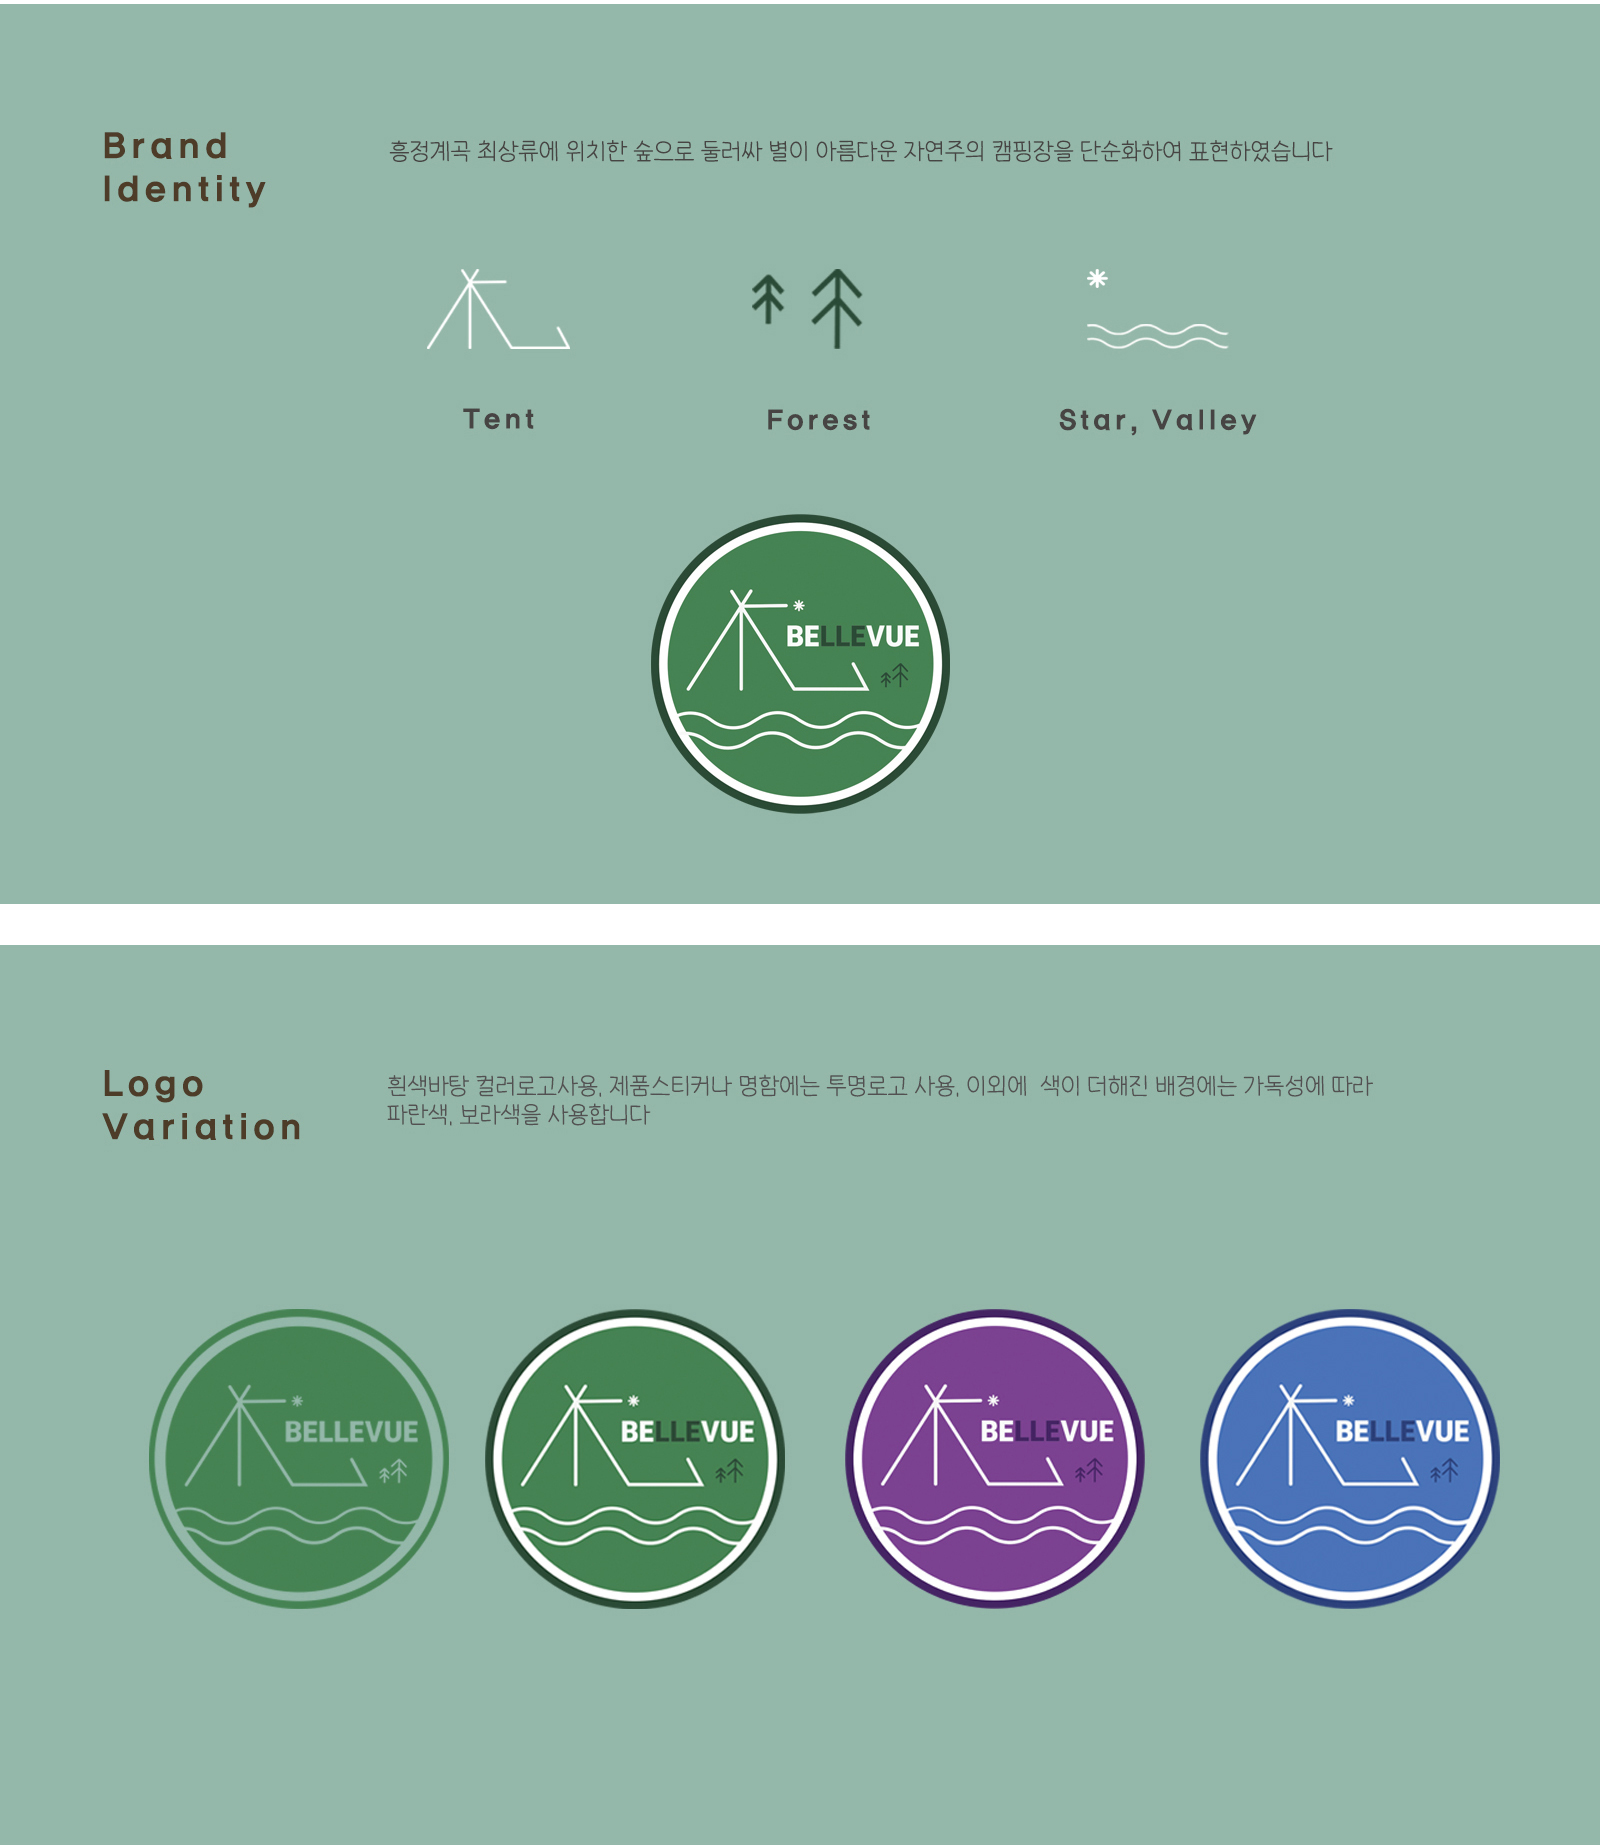 Brand
Identity
흥정계곡 최상류에 위치한 숲으로 둘러싸 별이 아름다운 자연주의 캠핑장을 단순화하여 표현하였습니다
Tent
Forest
Star, Valley
BELLEVUE
Logo
Variation
흰색바탕 컬러로고사용, 제품스티커나 명함에는 투명로고 사용, 이외에 색이 더해진 배경에는 가독성에 따라
파란색, 보라색을 사용합니다
BELLEVUE
BELLEVUE
BELLEVUE
BELLEVUE